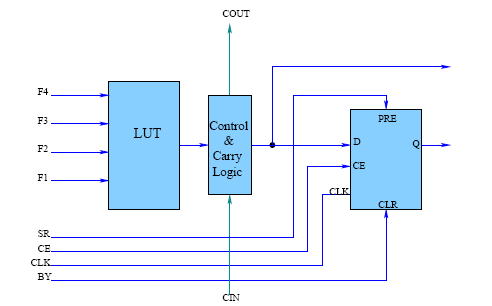 COUT
F4
F3
F2
F1
LUT
Control
&
Carry
Logic
PRE
D
Q
CE
CLK
CLR
SR
CE
CLK
BY
CIN